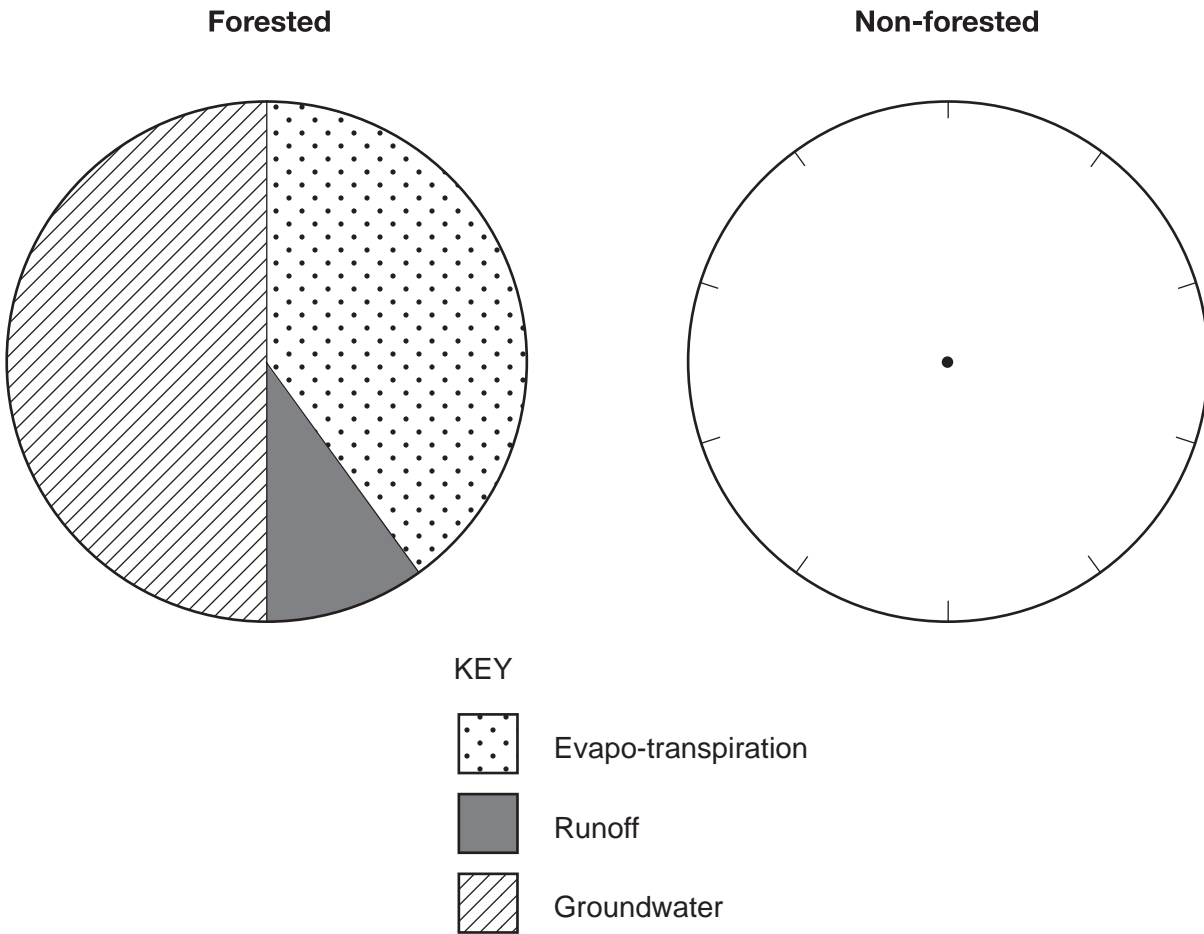 Forested
Non-forested
KEY
Evapo-transpiration
Runoff
Groundwater